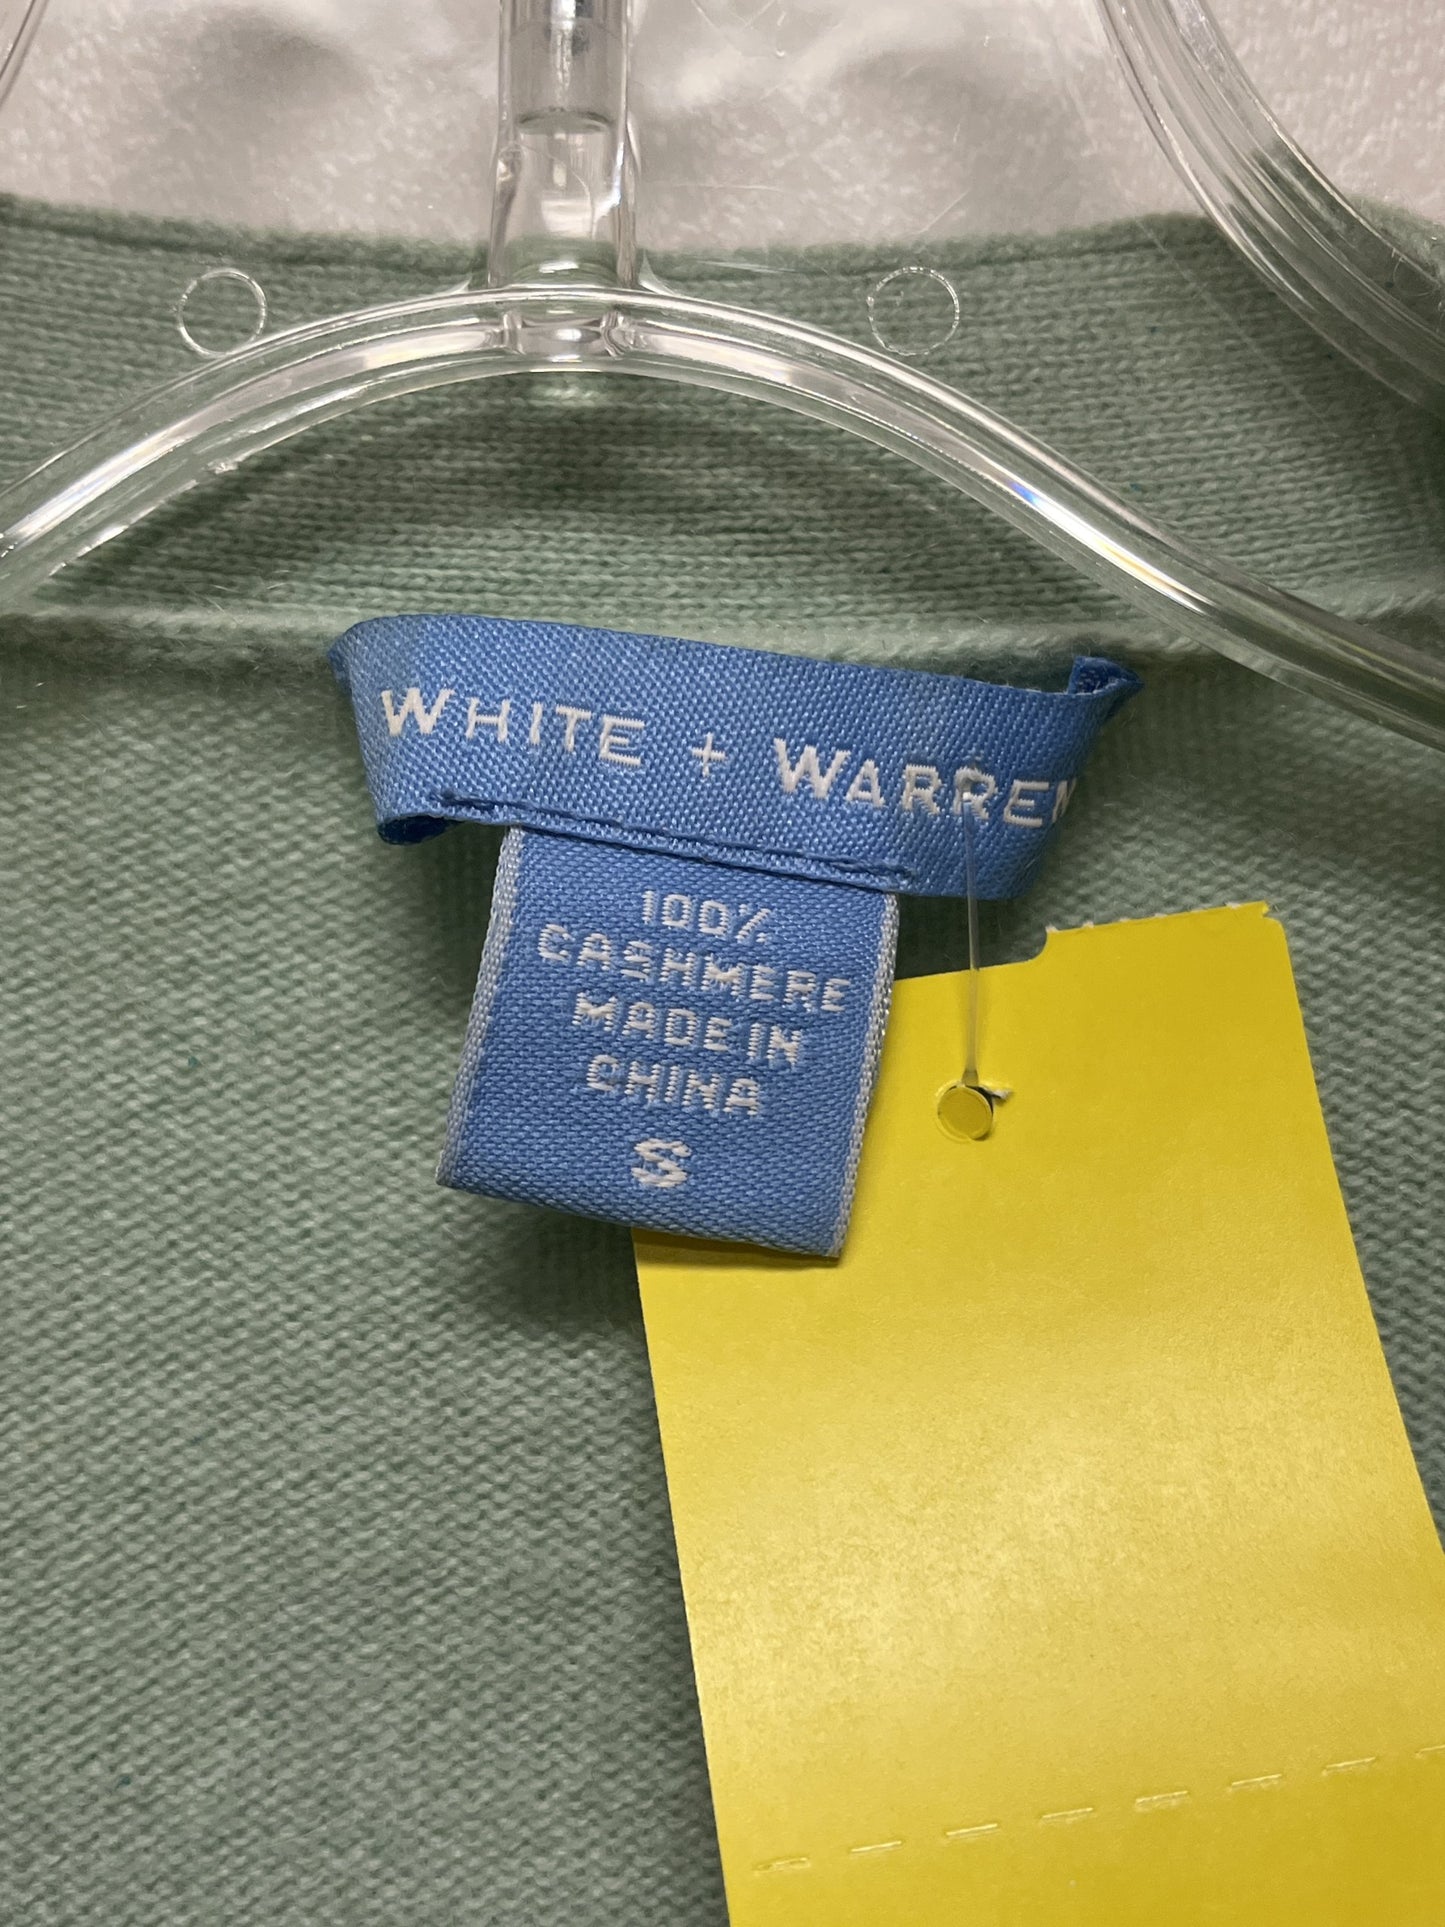 WHITE + WARREN
100%
CASHMERE
MADE IN
CHINA
S